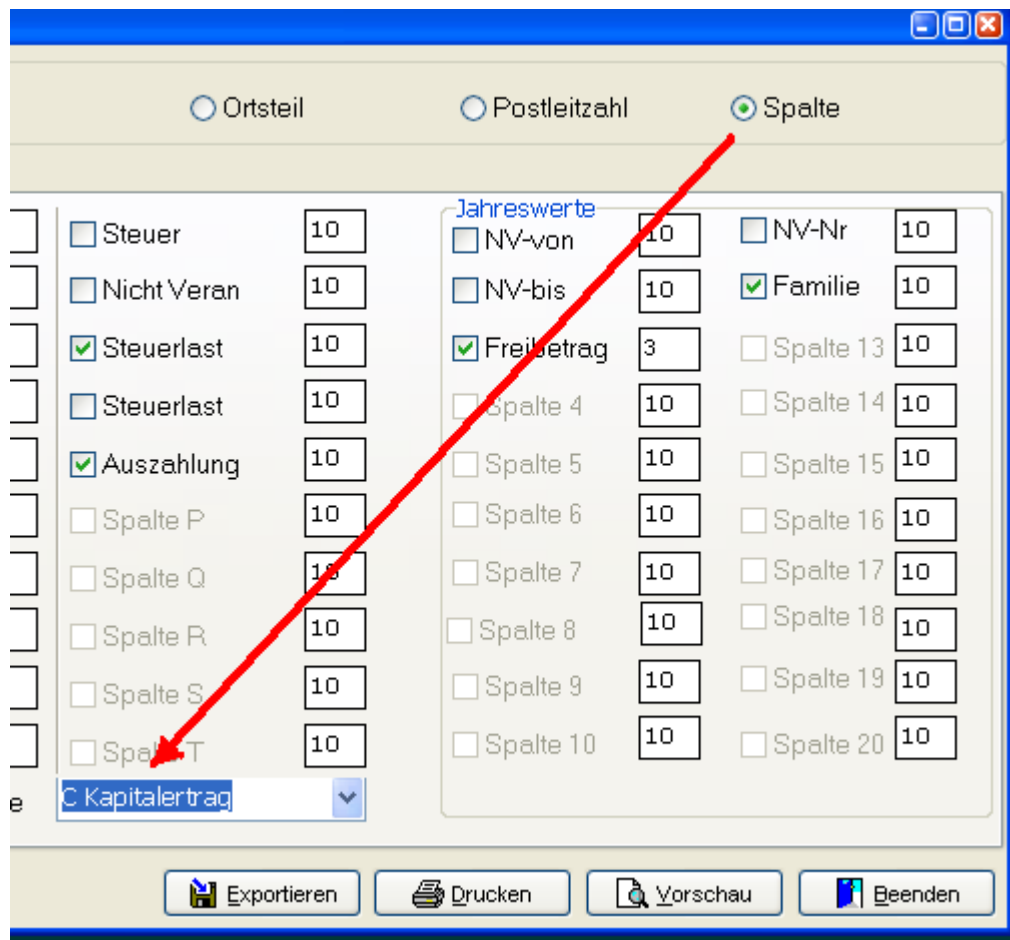 Ortsteil Postleitzahl Spalte
Jahreswerte
Steuer 10 NV-von 10 NV-Nr 10
Nicht Veran 10 NV-bis 10 Familie 10
Steuerlast 10 Freibetrag 3 Spalte 13 10
Steuerlast 10 Spalte 4 10 Spalte 14 10
Auszahlung 10 Spalte 5 10 Spalte 15 10
Spalte P 10 Spalte 6 10 Spalte 16 10
Spalte Q 10 Spalte 7 10 Spalte 17 10
Spalte R 10 Spalte 8 10 Spalte 18 10
Spalte S 10 Spalte 9 10 Spalte 19 10
Spalte T 10 Spalte 10 10 Spalte 20 10
e C Kapitalertrag
Exportieren Drucken Vorschau Beenden